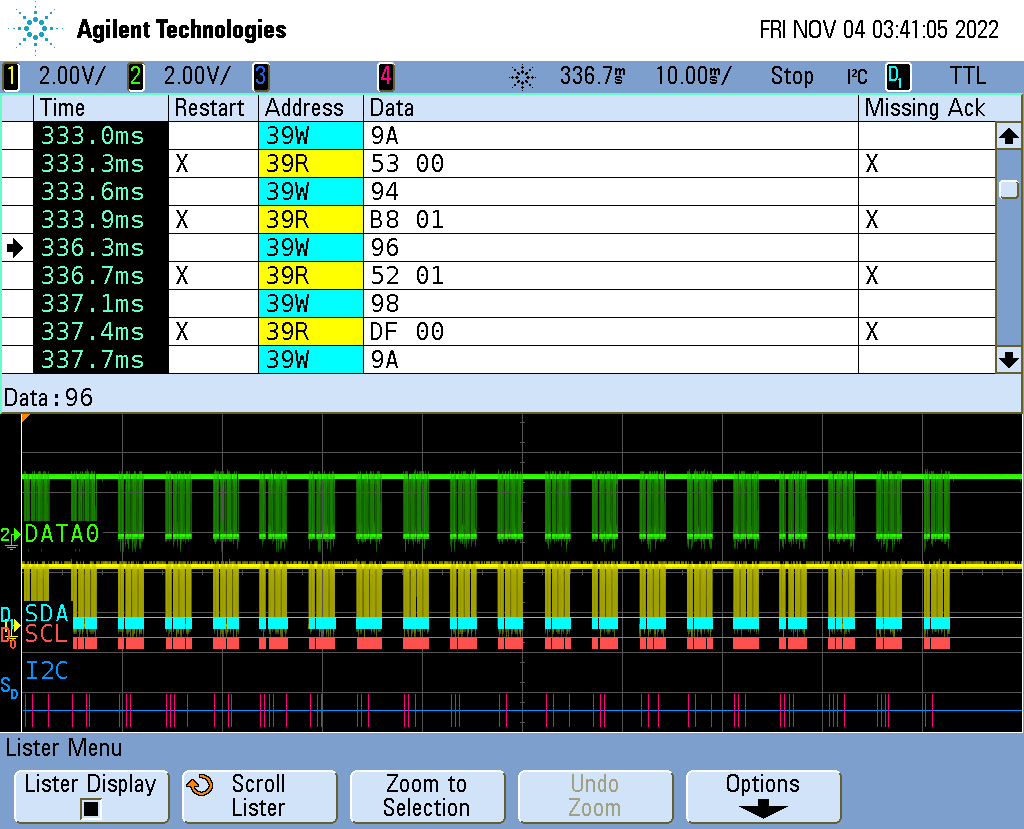 Agilent Technologies FRI NOV 04 03:41:05 2022
1 2.00V/ 2 2.00V/ 3 4 336.7ms 10.00ms/ Stop I²C D1 TTL
Time Restart Address Data Missing Ack
333.0ms 39W 9A
333.3ms X 39R 53 00 X
333.6ms 39W 94
333.9ms X 39R B8 01 X
336.3ms 39W 96
336.7ms X 39R 52 01 X
337.1ms 39W 98
337.4ms X 39R DF 00 X
337.7ms 39W 9A
Data:96
2 DATA0
D1 SDA
D0 SCL
I2C
SD
Lister Menu
Lister Display
Scroll
Lister
Zoom to
Selection
Undo
Zoom
Options